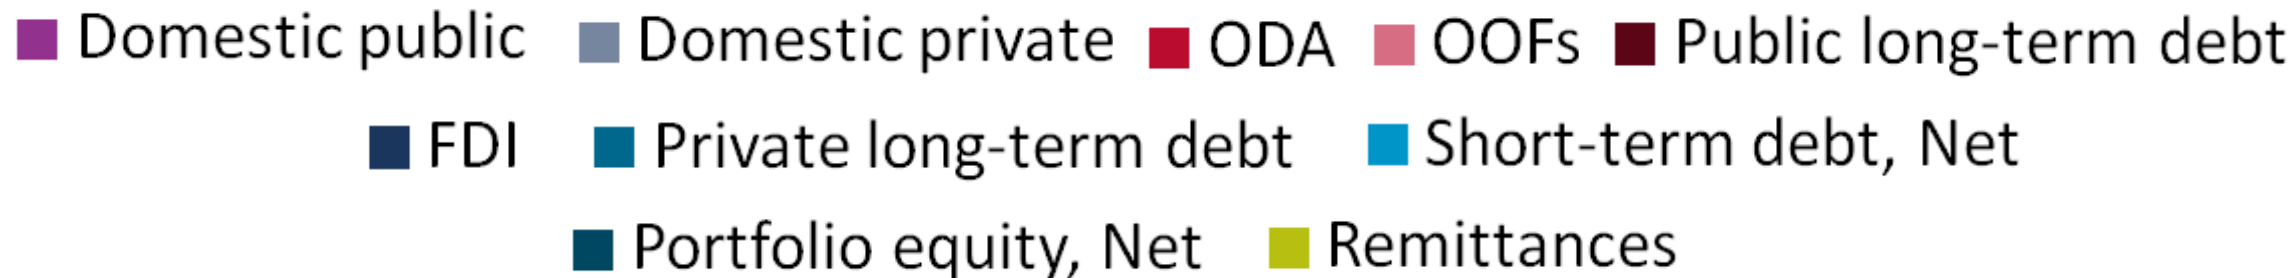 Domestic public Domestic private ODA OOFs Public long-term debt
FDI Private long-term debt Short-term debt, Net
Portfolio equity, Net Remittances